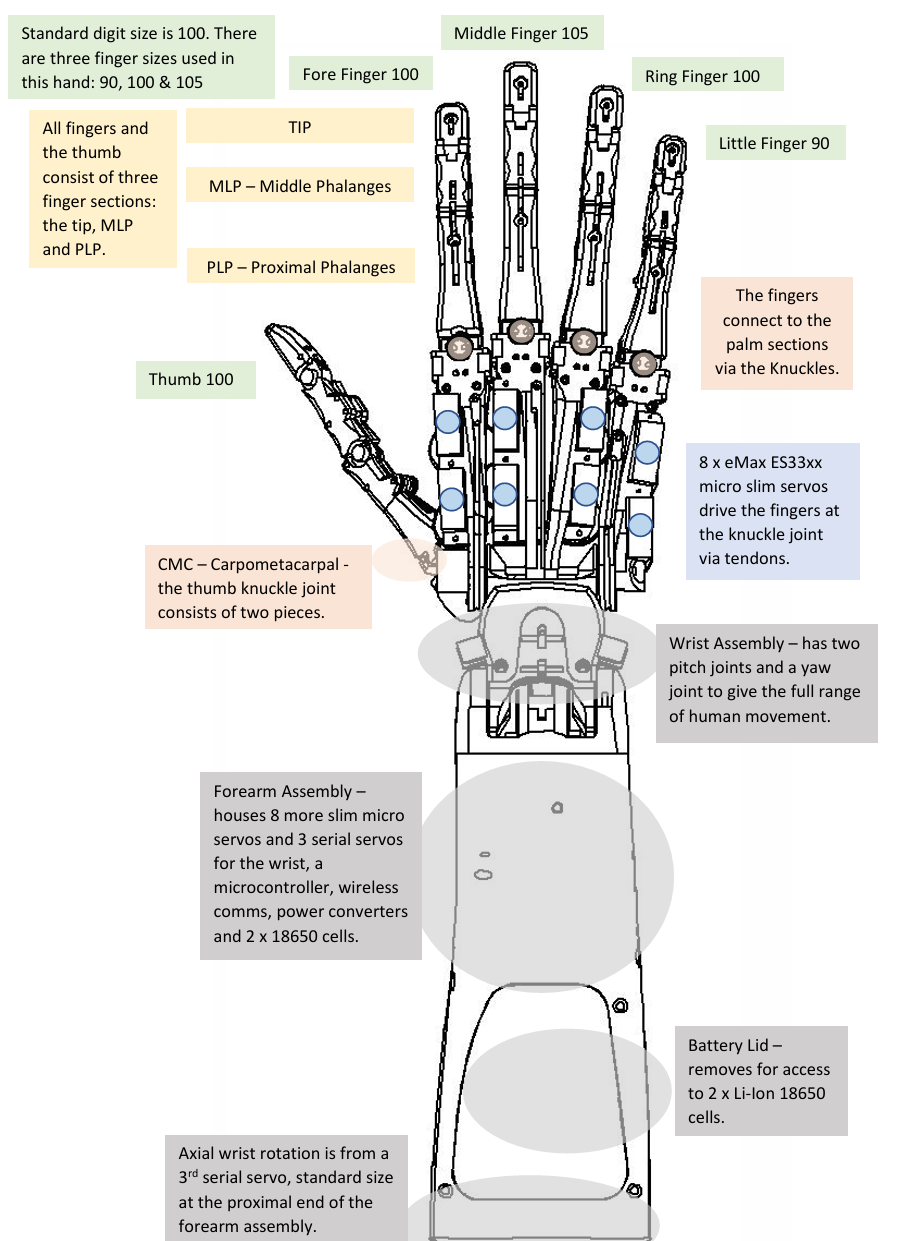 Standard digit size is 100. There
are three finger sizes used in
this hand: 90, 100 & 105
Middle Finger 105
Fore Finger 100
Ring Finger 100
Little Finger 90
All fingers and
the thumb
consist of three
finger sections:
the tip, MLP
and PLP.
TIP
MLP – Middle Phalanges
PLP – Proximal Phalanges
The fingers
connect to the
palm sections
via the Knuckles.
Thumb 100
8 x eMax ES33xx
micro slim servos
drive the fingers at
the knuckle joint
via tendons.
CMC – Carpometacarpal -
the thumb knuckle joint
consists of two pieces.
Wrist Assembly – has two
pitch joints and a yaw
joint to give the full range
of human movement.
Forearm Assembly –
houses 8 more slim micro
servos and 3 serial servos
for the wrist, a
microcontroller, wireless
comms, power converters
and 2 x 18650 cells.
Battery Lid –
removes for access
to 2 x Li-Ion 18650
cells.
Axial wrist rotation is from a
3rd serial servo, standard size
at the proximal end of the
forearm assembly.